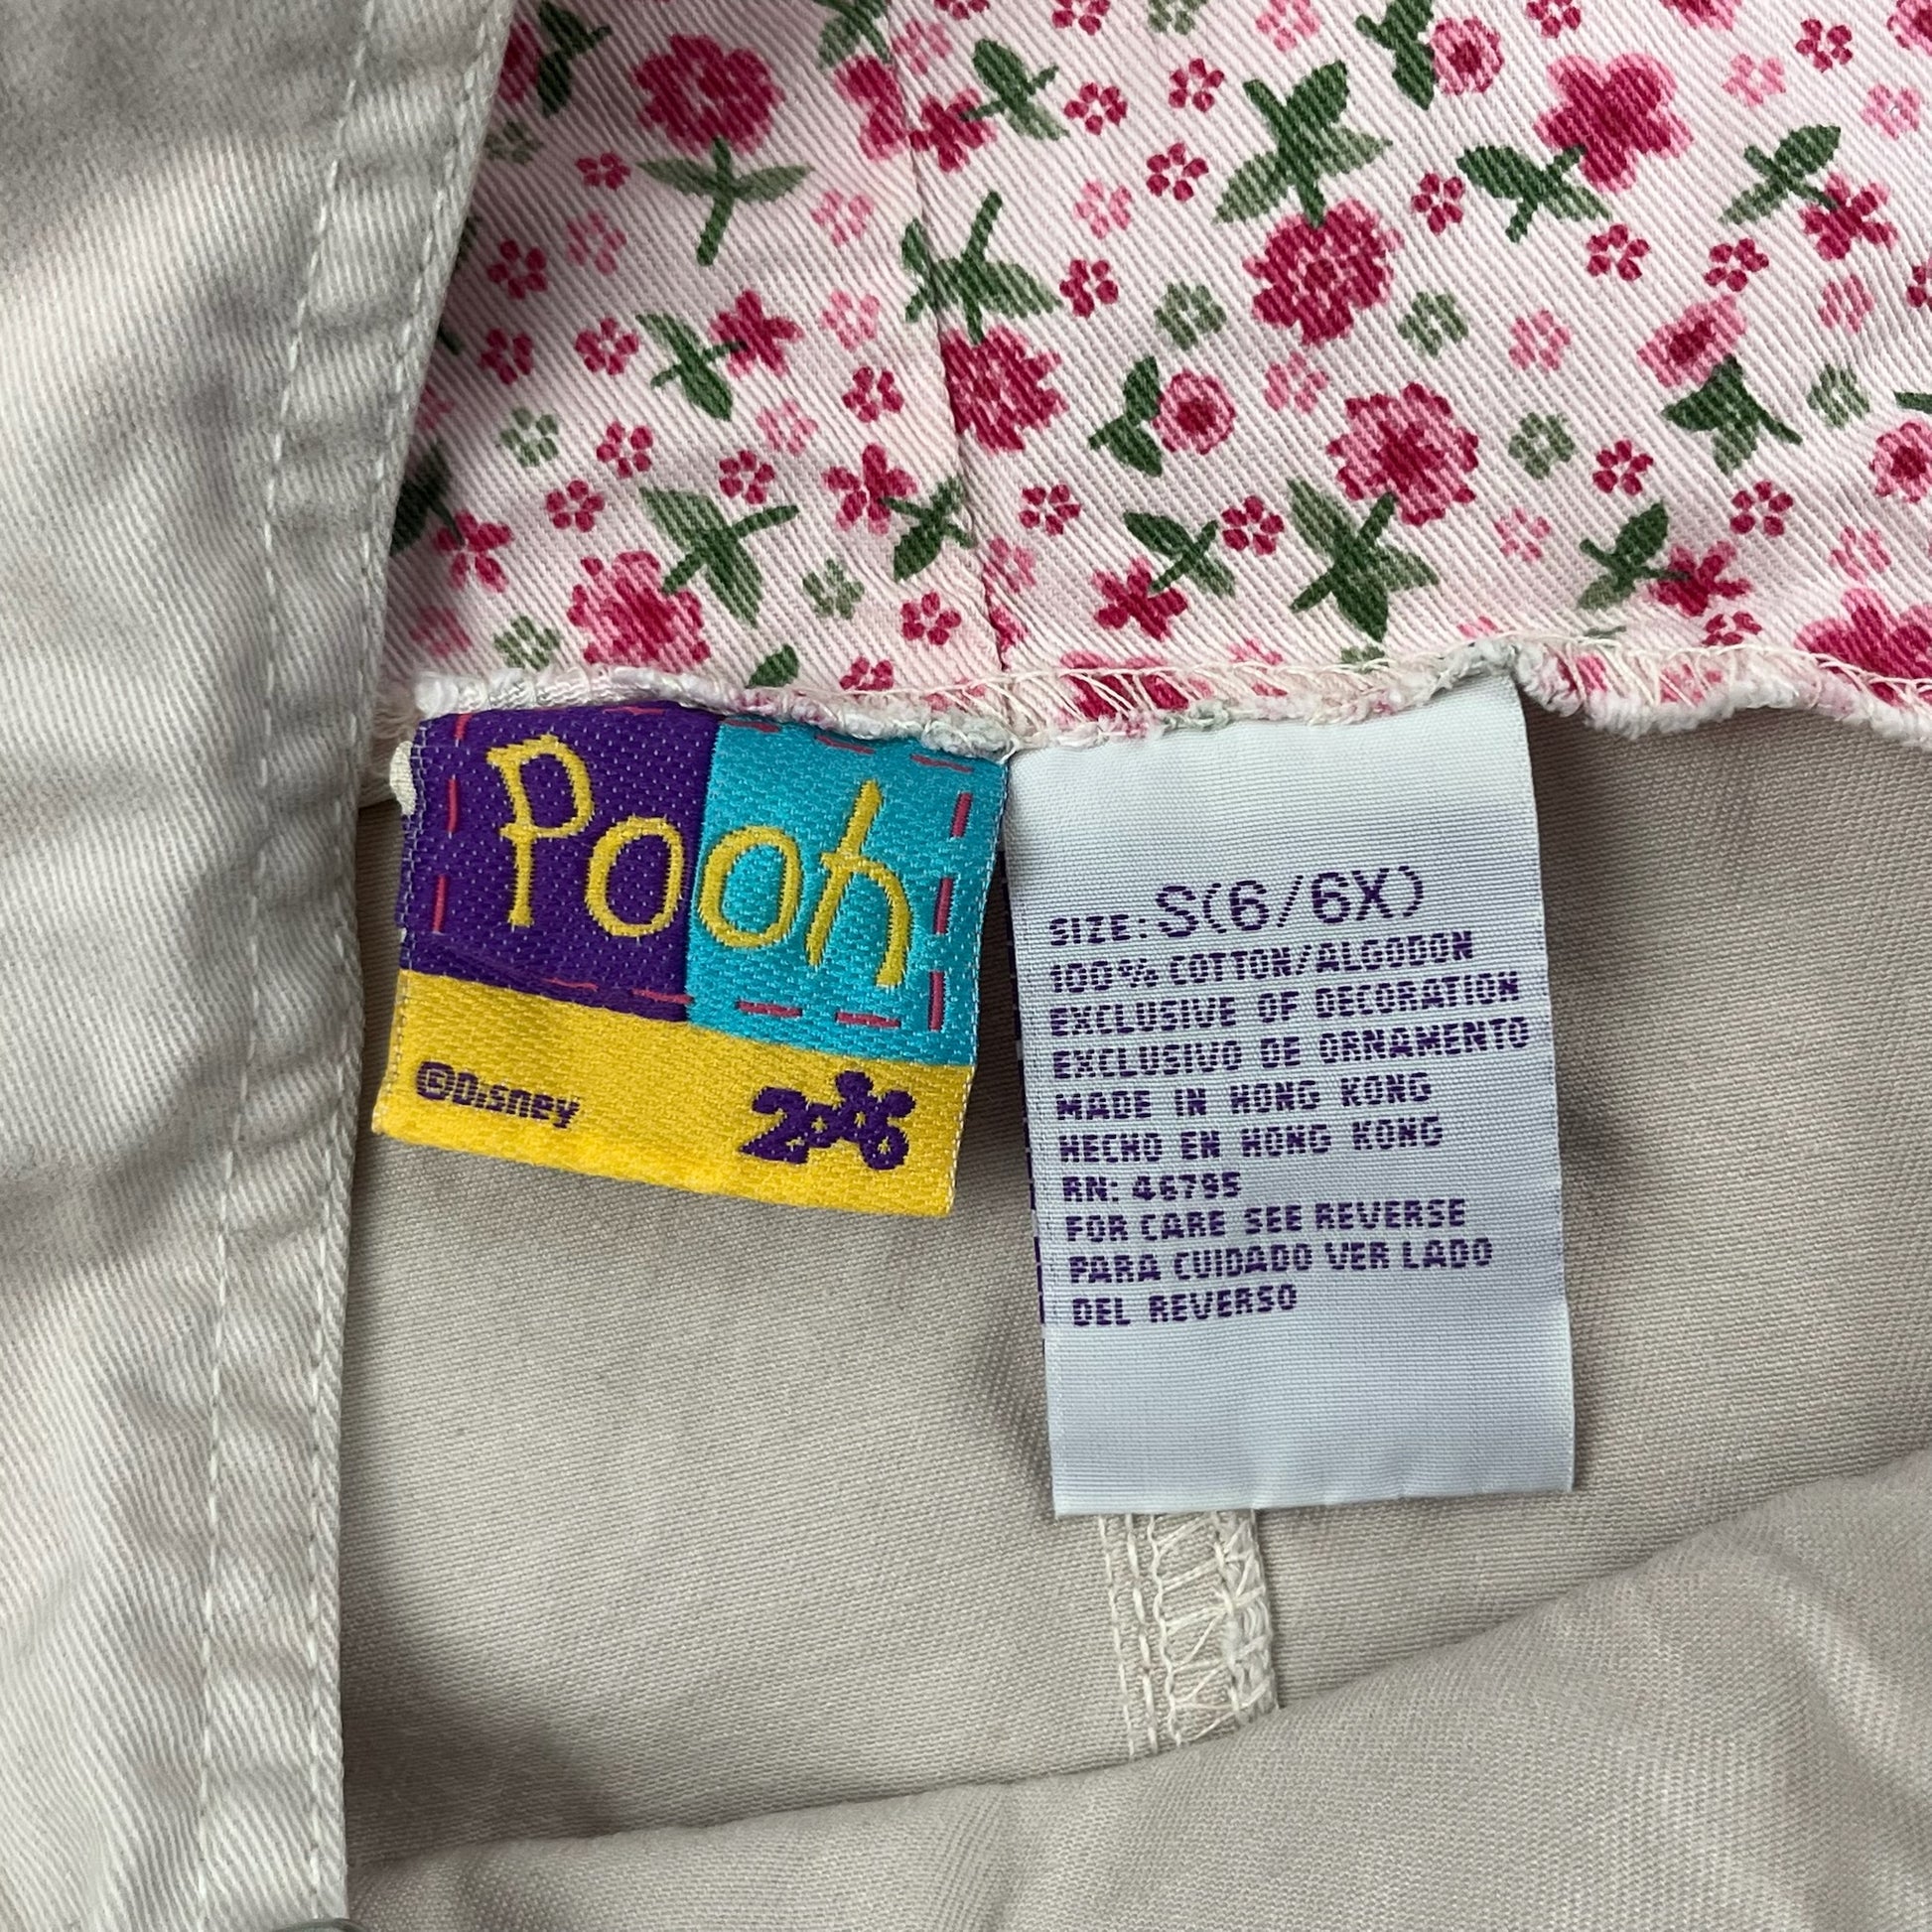 Pooh
©Disney
2000
SIZE: S(6/6X)
100% COTTON/ALGODON
EXCLUSIVE OF DECORATION
EXCLUSIVO DE ORNAMENTO
MADE IN HONG KONG
HECHO EN HONG KONG
RN: 46795
FOR CARE SEE REVERSE
PARA CUIDADO VER LADO
DEL REVERSO